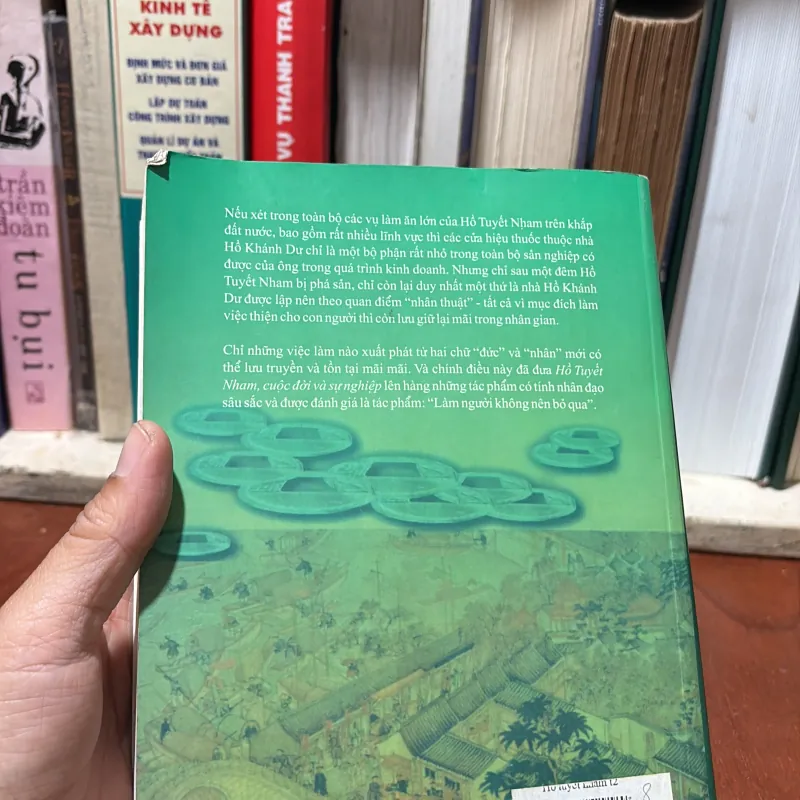 KINH TẾ
XÂY DỰNG
ĐỊNH MỨC VÀ ĐƠN GIÁ
XÂY DỰNG CƠ BẢN
LẬP DỰ TOÁN
CÔNG TRÌNH XÂY DỰNG
QUẢN LÍ DỰ ÁN VÀ
VỤ THANH TRA
trần
kiêm
đoàn
tu bụi
Nếu xét trong toàn bộ các vụ làm ăn lớn của Hồ Tuyết Nham trên khắp
đất nước, bao gồm rất nhiều lĩnh vực thì các cửa hiệu thuốc thuộc nhà
Hồ Khánh Dư chỉ là một bộ phận rất nhỏ trong toàn bộ sản nghiệp có
được của ông trong quá trình kinh doanh. Nhưng chỉ sau một đêm Hồ
Tuyết Nham bị phá sản, chỉ còn lại duy nhất một thứ là nhà Hồ Khánh
Dư được lập nên theo quan điểm “nhân thuật” - tất cả vì mục đích làm
việc thiện cho con người thì còn lưu giữ lại mãi trong nhân gian.
Chỉ những việc làm nào xuất phát từ hai chữ “đức” và “nhân” mới có
thể lưu truyền và tồn tại mãi mãi. Và chính điều này đã đưa Hồ Tuyết
Nham, cuộc đời và sự nghiệp lên hàng những tác phẩm có tính nhân đạo
sâu sắc và được đánh giá là tác phẩm: “Làm người không nên bỏ qua”.
8